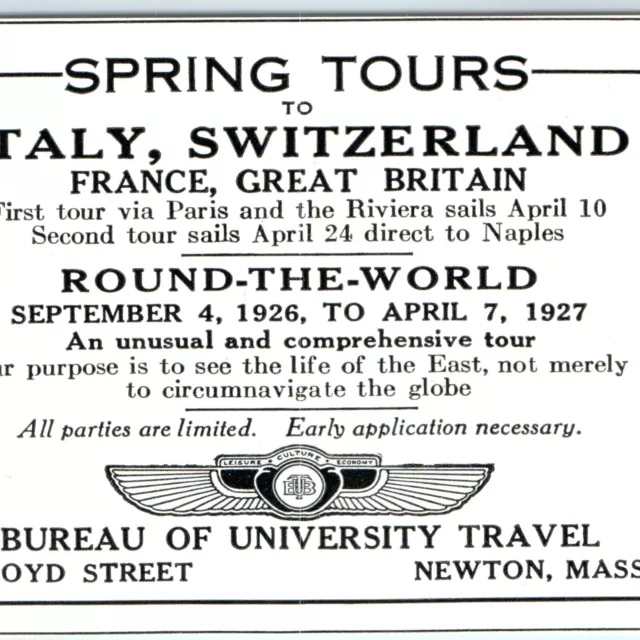 SPRING TOURS
TO
TALY, SWITZERLAND
FRANCE, GREAT BRITAIN
First tour via Paris and the Riviera sails April 10
Second tour sails April 24 direct to Naples
ROUND-THE-WORLD
SEPTEMBER 4, 1926, TO APRIL 7, 1927
An unusual and comprehensive tour
ur purpose is to see the life of the East, not merely
to circumnavigate the globe
All parties are limited. Early application necessary.
LEISURE • CULTURE • ECONOMY
BUREAU OF UNIVERSITY TRAVEL
OYD STREET NEWTON, MASS